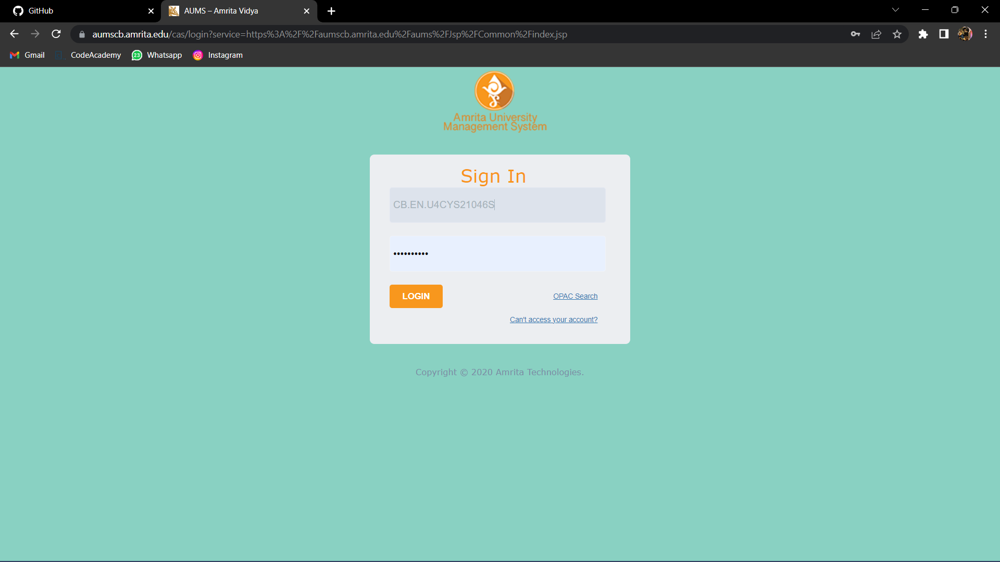 GitHub
AUMS – Amrita Vidya
aumscb.amrita.edu/cas/login?service=https%3A%2F%2Faumscb.amrita.edu%2Faums%2FJsp%2FCommon%2Findex.jsp
Gmail
CodeAcademy
23
Whatsapp
Instagram
Amrita University
Management System
Sign In
CB.EN.U4CYS21046S
••••••••••
LOGIN
OPAC Search
Can't access your account?
Copyright © 2020 Amrita Technologies.